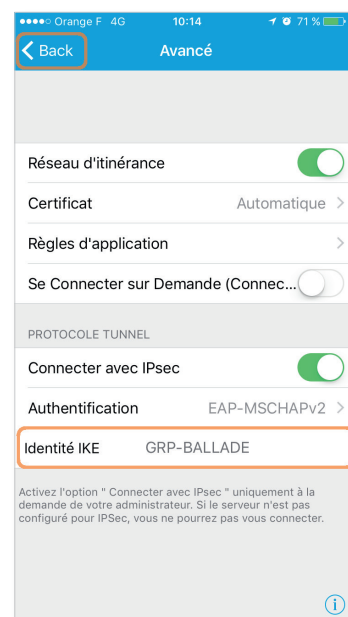 Orange F 4G 10:14 71 %
Back Avancé
Réseau d'itinérance
Certificat Automatique
Règles d'application
Se Connecter sur Demande (Connec...
PROTOCOLE TUNNEL
Connecter avec IPsec
Authentification EAP-MSCHAPv2
Identité IKE GRP-BALLADE
Activez l'option " Connecter avec IPsec " uniquement à la
demande de votre administrateur. Si le serveur n'est pas
configuré pour IPSec, vous ne pourrez pas vous connecter.